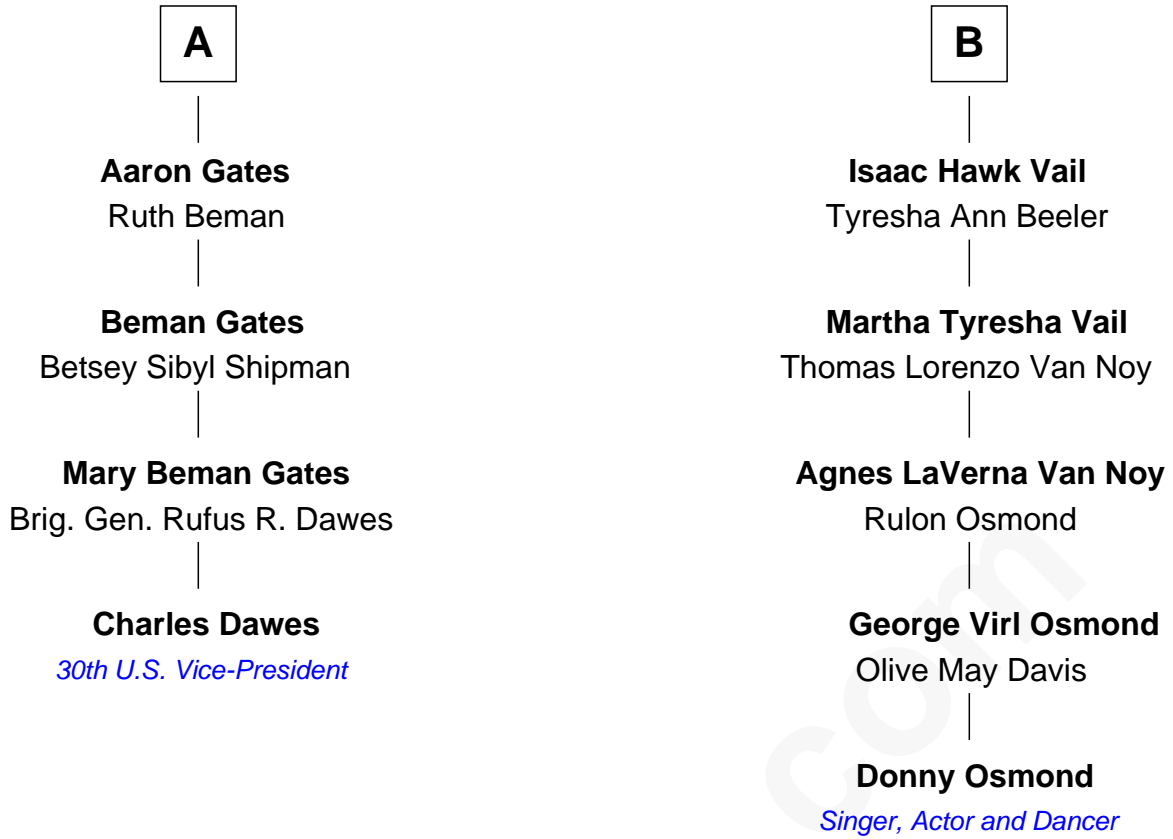 A
Aaron Gates
Ruth Beman
Beman Gates
Betsey Sibyl Shipman
Mary Beman Gates
Brig. Gen. Rufus R. Dawes
Charles Dawes
30th U.S. Vice-President
B
Isaac Hawk Vail
Tyresha Ann Beeler
Martha Tyresha Vail
Thomas Lorenzo Van Noy
Agnes LaVerna Van Noy
Rulon Osmond
George Virl Osmond
Olive May Davis
Donny Osmond
Singer, Actor and Dancer
com